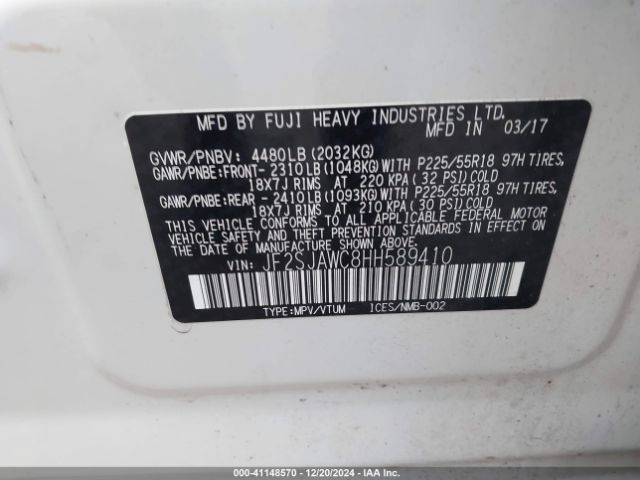 MFD BY FUJI HEAVY INDUSTRIES LTD.
MFD IN 03/17
GVWR/PNBV: 4480LB(2032KG)
GAWR/PNBE:FRONT- 2310LB(1048KG)WITH P225/55R18 97H TIRES,
18X7J RIMS AT 220 KPA(32 PSI)COLD
GAWR/PNBE:REAR - 2410LB(1093KG)WITH P225/55R18 97H TIRES,
18X7J RIMS AT 210 KPA(30 PSI)COLD
THIS VEHICLE CONFORMS TO ALL APPLICABLE FEDERAL MOTOR
VEHICLE SAFETY AND THEFT PREVENTION STANDARDS IN EFFECT
ON THE DATE OF MANUFACTURE SHOWN ABOVE.
VIN: JF2SJAWC8HH589410
TYPE:MPV/VTUM ICES/NMB-002
000-41148570 • 12/20/2024 • IAAI.COM